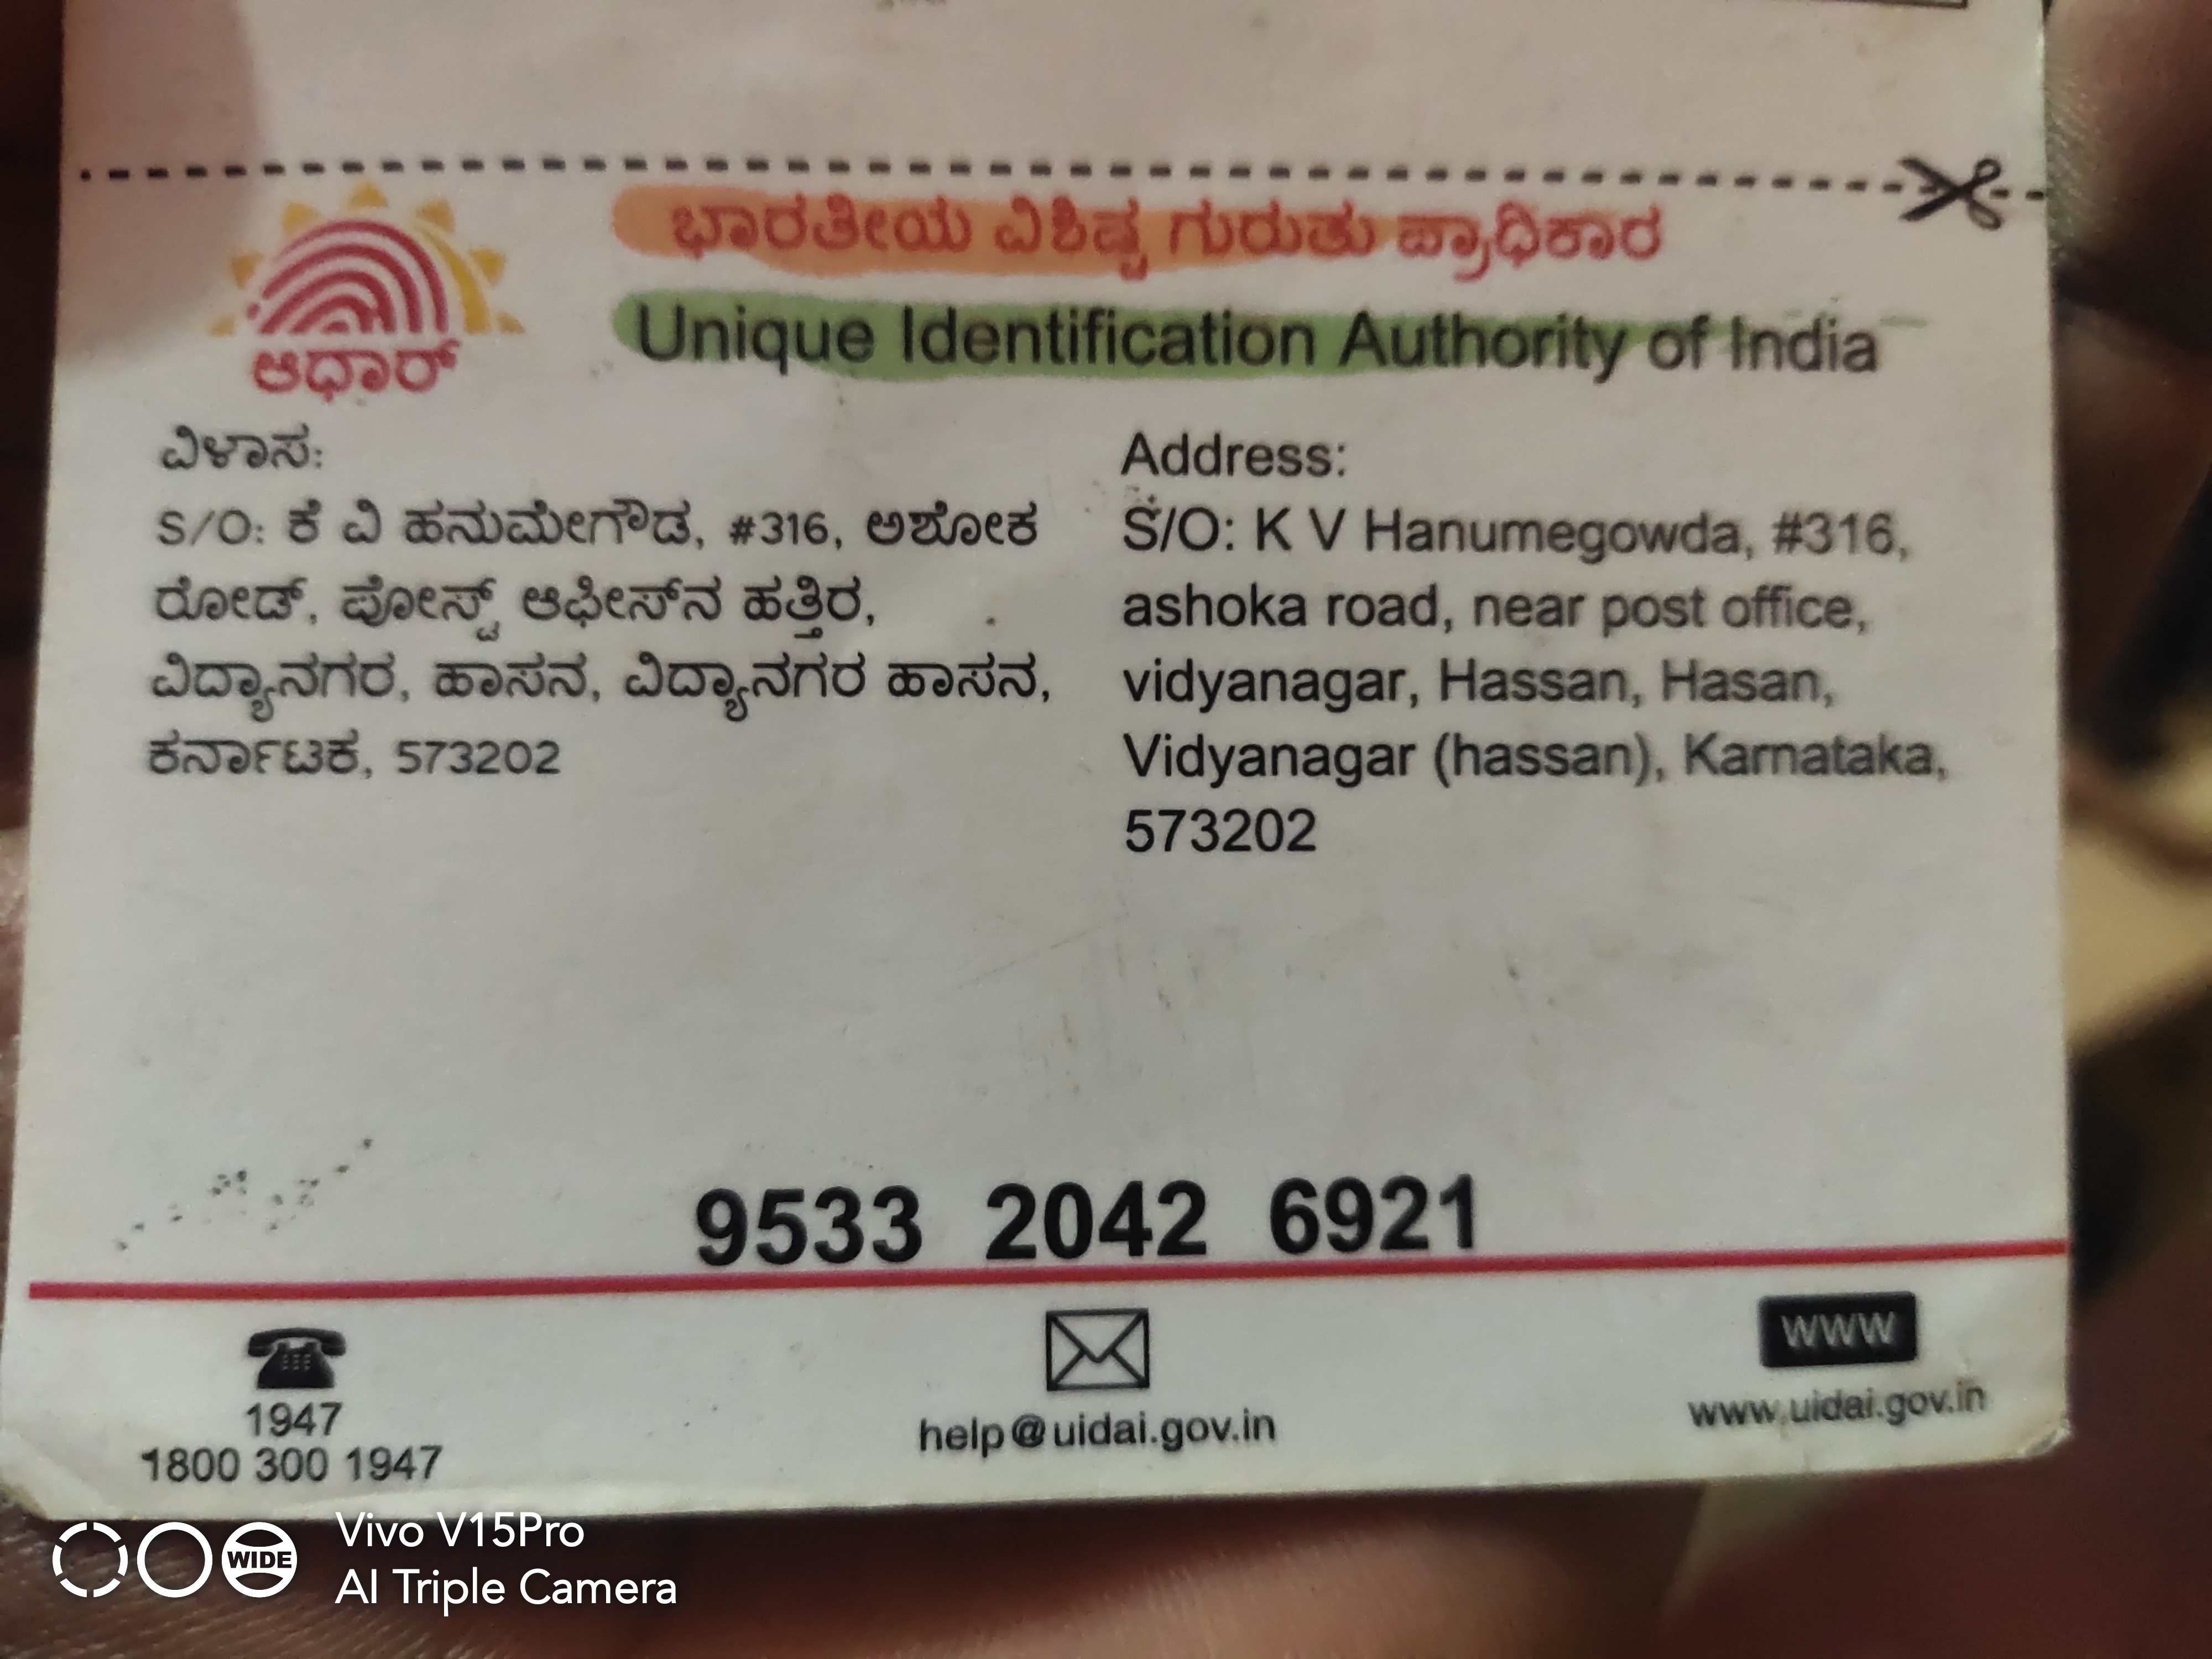 ಭಾರತೀಯ ವಿಶಿಷ್ಟ ಗುರುತು ಪ್ರಾಧಿಕಾರ
Unique Identification Authority of India
ಆಧಾರ್
ವಿಳಾಸ:
S/O: ಕೆ ವಿ ಹನುಮೇಗೌಡ, #316, ಅಶೋಕ
ರೋಡ್, ಪೋಸ್ಟ್ ಆಫೀಸ್‌ನ ಹತ್ತಿರ,
ವಿದ್ಯಾನಗರ, ಹಾಸನ, ವಿದ್ಯಾನಗರ ಹಾಸನ,
ಕರ್ನಾಟಕ, 573202
Address:
S/O: K V Hanumegowda, #316,
ashoka road, near post office,
vidyanagar, Hassan, Hasan,
Vidyanagar (hassan), Karnataka,
573202
9533 2042 6921
1947
1800 300 1947
help@uidai.gov.in
WWW
www.uidai.gov.in
WIDE
Vivo V15Pro
AI Triple Camera